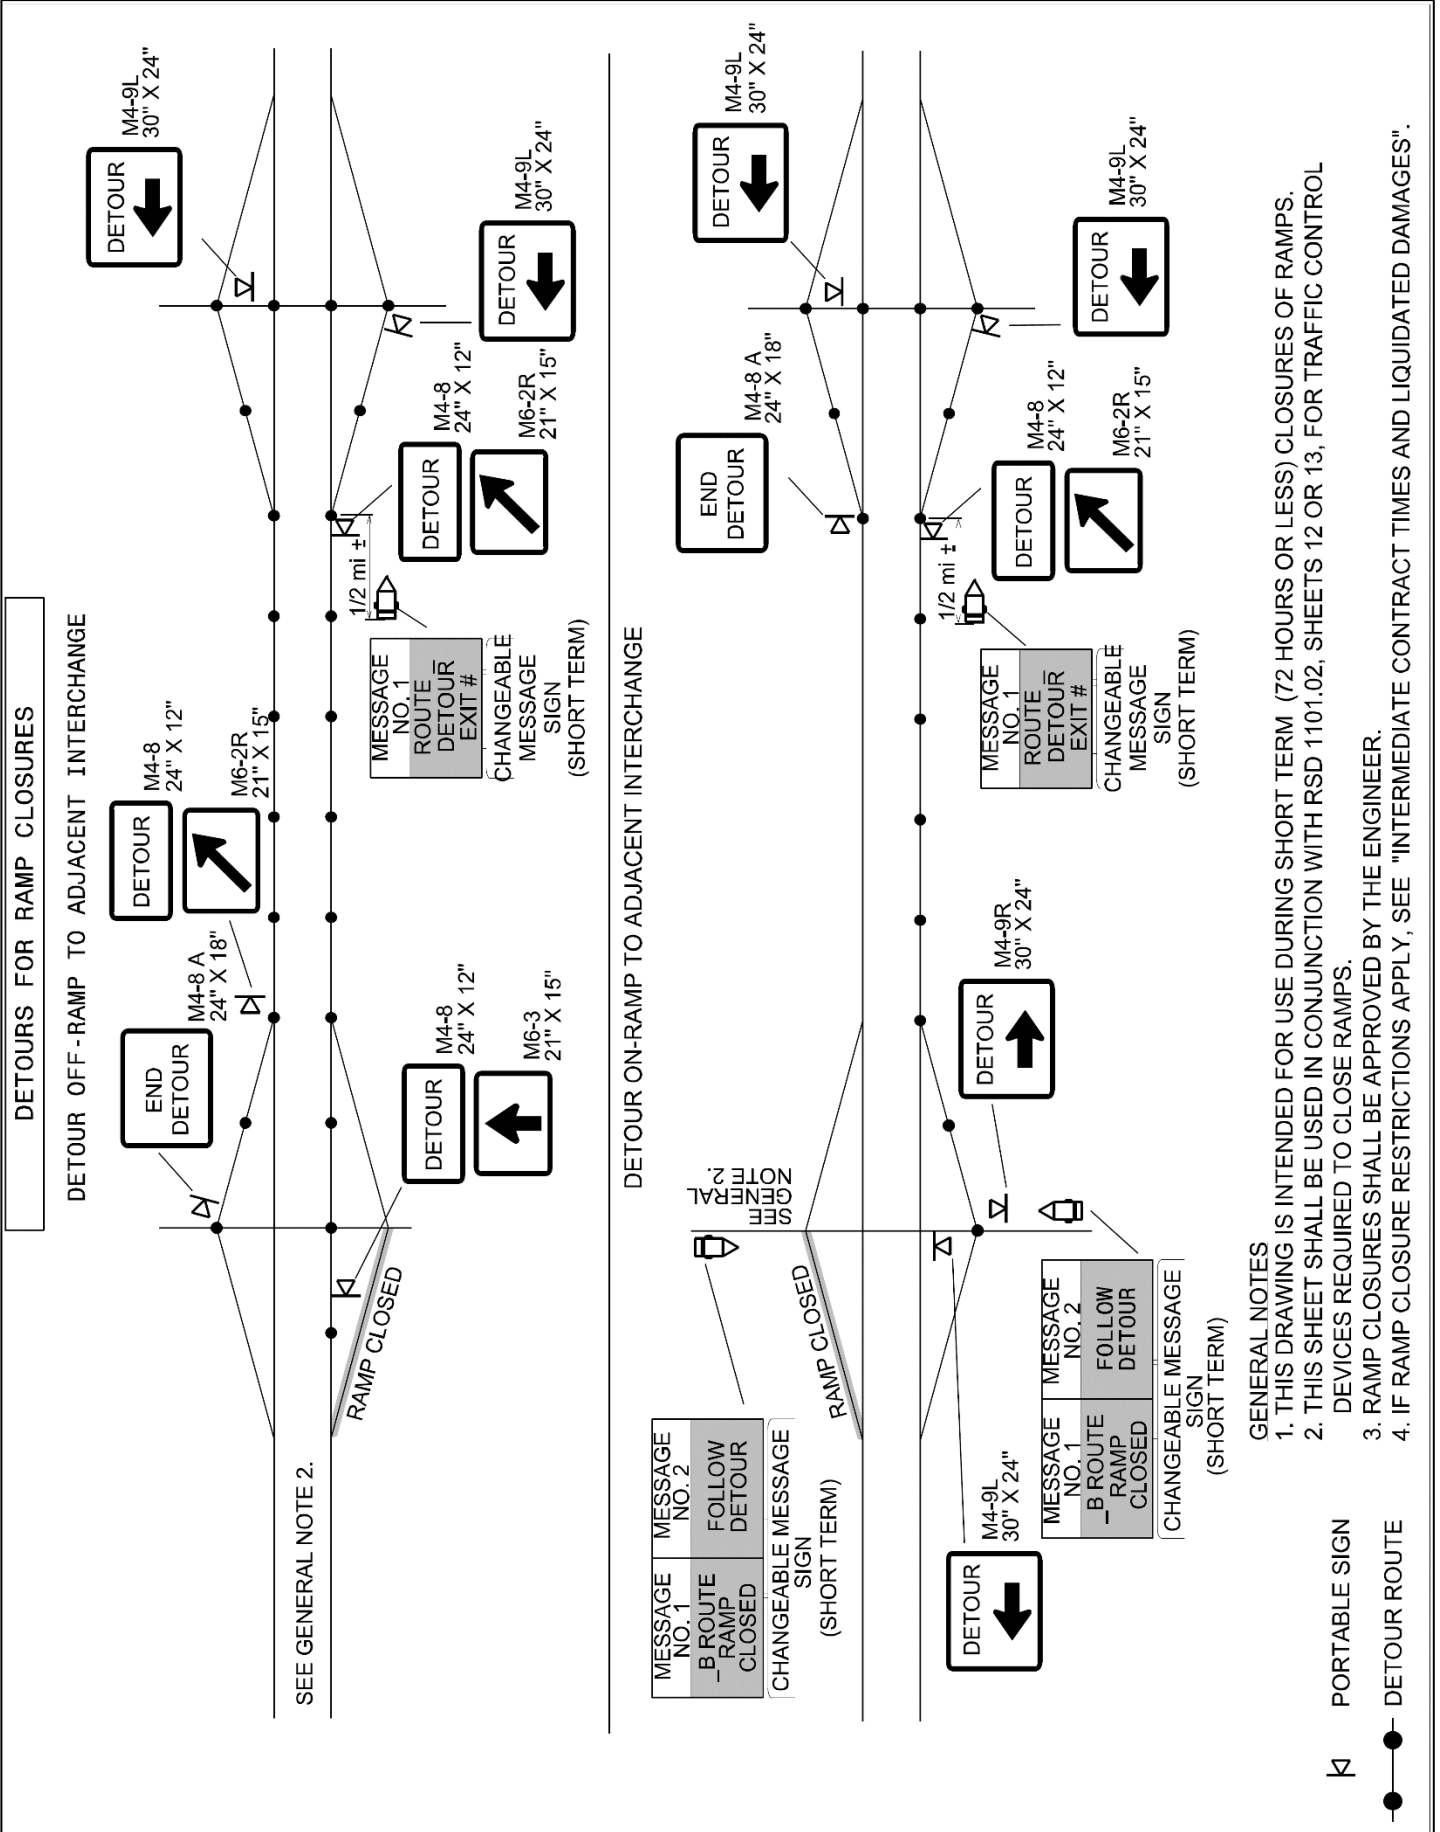 DETOURS FOR RAMP CLOSURES
DETOUR OFF-RAMP TO ADJACENT INTERCHANGE
SEE GENERAL NOTE 2.
RAMP CLOSED
END
DETOUR
M4-8 A
24" X 18"
DETOUR
M4-8
24" X 12"
M6-3
21" X 15"
DETOUR
M4-8
24" X 12"
M6-2R
21" X 15"
MESSAGE
NO. 1
ROUTE _
DETOUR
EXIT #
CHANGEABLE
MESSAGE
SIGN
(SHORT TERM)
1/2 mi ±
DETOUR
M4-8
24" X 12"
M6-2R
21" X 15"
DETOUR
M4-9L
30" X 24"
DETOUR
M4-9L
30" X 24"
DETOUR ON-RAMP TO ADJACENT INTERCHANGE
MESSAGE
NO. 1
MESSAGE
NO. 2
_B ROUTE
RAMP
CLOSED
FOLLOW
DETOUR
CHANGEABLE MESSAGE
SIGN
(SHORT TERM)
RAMP CLOSED
SEE
GENERAL
NOTE 2.
DETOUR
M4-9L
30" X 24"
MESSAGE
NO. 1
MESSAGE
NO. 2
_B ROUTE
RAMP
CLOSED
FOLLOW
DETOUR
CHANGEABLE MESSAGE
SIGN
(SHORT TERM)
DETOUR
M4-9R
30" X 24"
MESSAGE
NO. 1
ROUTE _
DETOUR
EXIT #
CHANGEABLE
MESSAGE
SIGN
(SHORT TERM)
1/2 mi ±
END
DETOUR
M4-8 A
24" X 18"
DETOUR
M4-8
24" X 12"
M6-2R
21" X 15"
DETOUR
M4-9L
30" X 24"
DETOUR
M4-9L
30" X 24"
PORTABLE SIGN
DETOUR ROUTE
GENERAL NOTES
1. THIS DRAWING IS INTENDED FOR USE DURING SHORT TERM (72 HOURS OR LESS) CLOSURES OF RAMPS.
2. THIS SHEET SHALL BE USED IN CONJUNCTION WITH RSD 1101.02, SHEETS 12 OR 13, FOR TRAFFIC CONTROL
DEVICES REQUIRED TO CLOSE RAMPS.
3. RAMP CLOSURES SHALL BE APPROVED BY THE ENGINEER.
4. IF RAMP CLOSURE RESTRICTIONS APPLY, SEE "INTERMEDIATE CONTRACT TIMES AND LIQUIDATED DAMAGES".